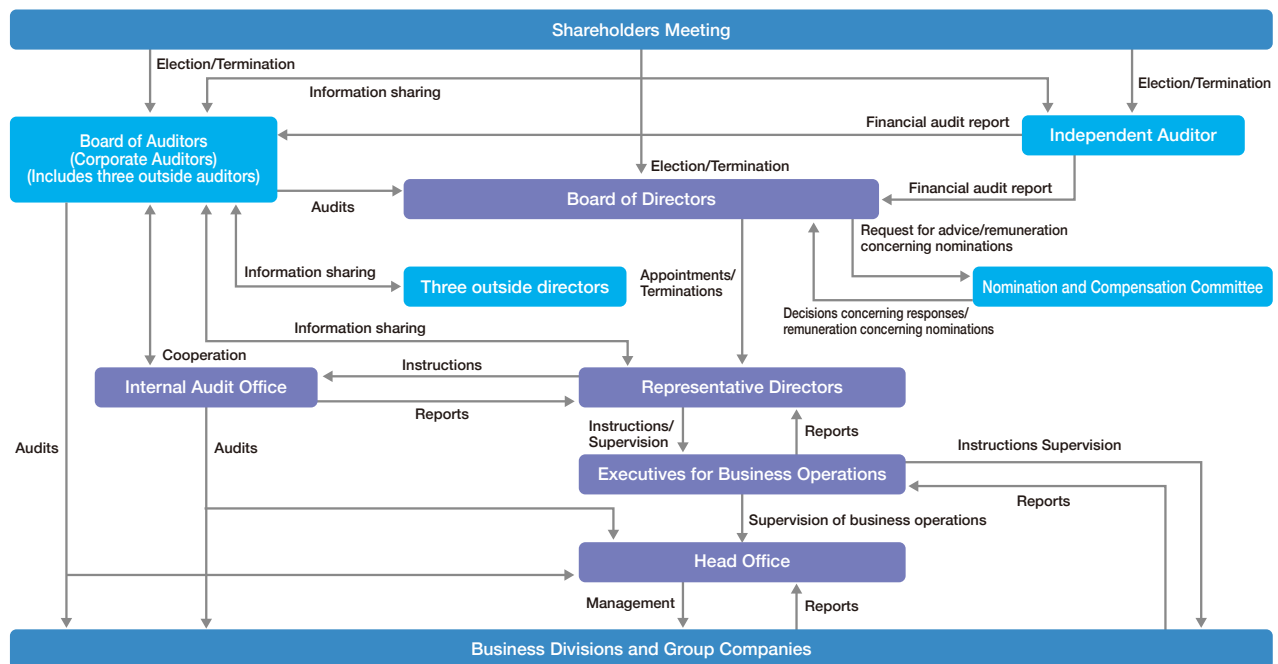 Shareholders Meeting
Election/Termination
Information sharing
Election/Termination
Financial audit report
Board of Auditors
(Corporate Auditors)
(Includes three outside auditors)
Independent Auditor
Election/Termination
Audits
Board of Directors
Financial audit report
Request for advice/remuneration
concerning nominations
Information sharing
Three outside directors
Appointments/
Terminations
Nomination and Compensation Committee
Decisions concerning responses/
remuneration concerning nominations
Information sharing
Cooperation
Instructions
Internal Audit Office
Representative Directors
Reports
Audits
Audits
Instructions/
Supervision
Reports
Instructions Supervision
Executives for Business Operations
Reports
Supervision of business operations
Head Office
Management
Reports
Business Divisions and Group Companies